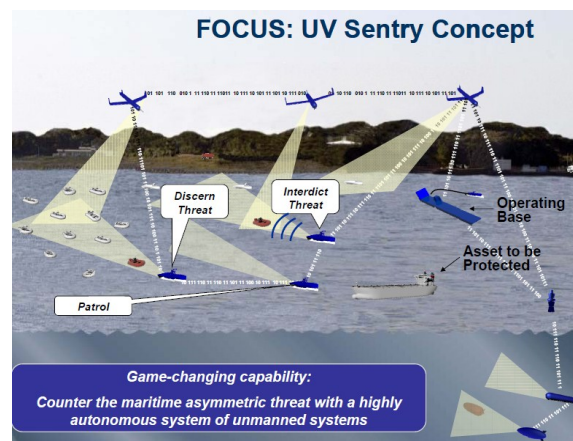 FOCUS: UV Sentry Concept
Discern
Threat
Interdict
Threat
Operating
Base
Asset to be
Protected
Patrol
Game-changing capability:
Counter the maritime asymmetric threat with a highly
autonomous system of unmanned systems